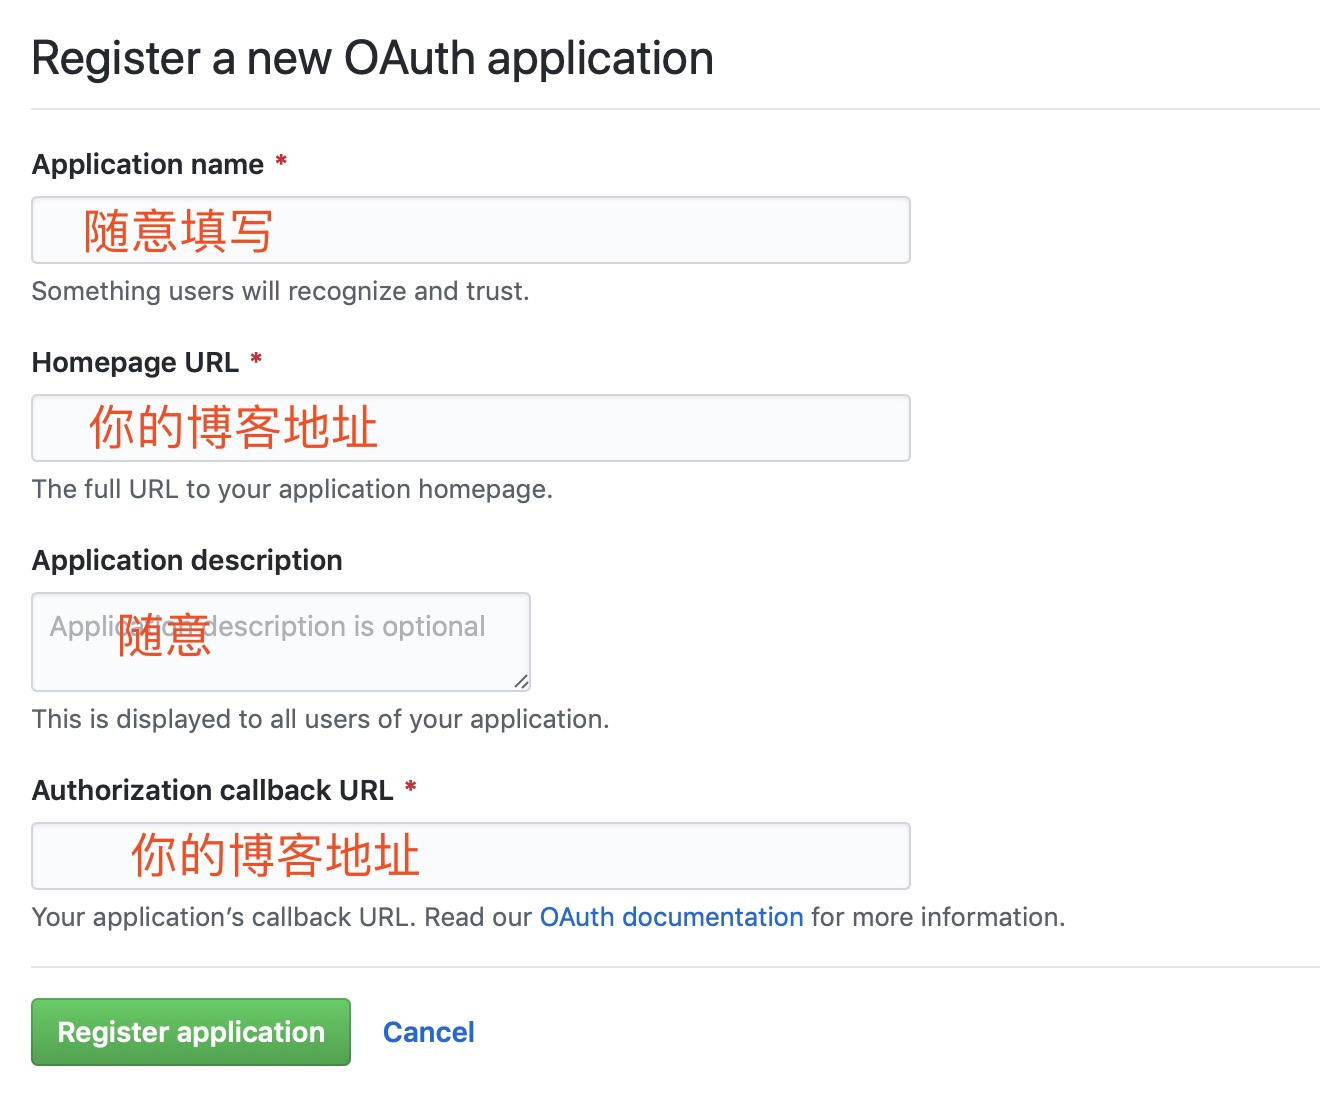 Register a new OAuth application
Application name *
随意填写
Something users will recognize and trust.
Homepage URL *
你的博客地址
The full URL to your application homepage.
Application description
Application description is optional
随意
This is displayed to all users of your application.
Authorization callback URL *
你的博客地址
Your application’s callback URL. Read our OAuth documentation for more information.
Register application Cancel